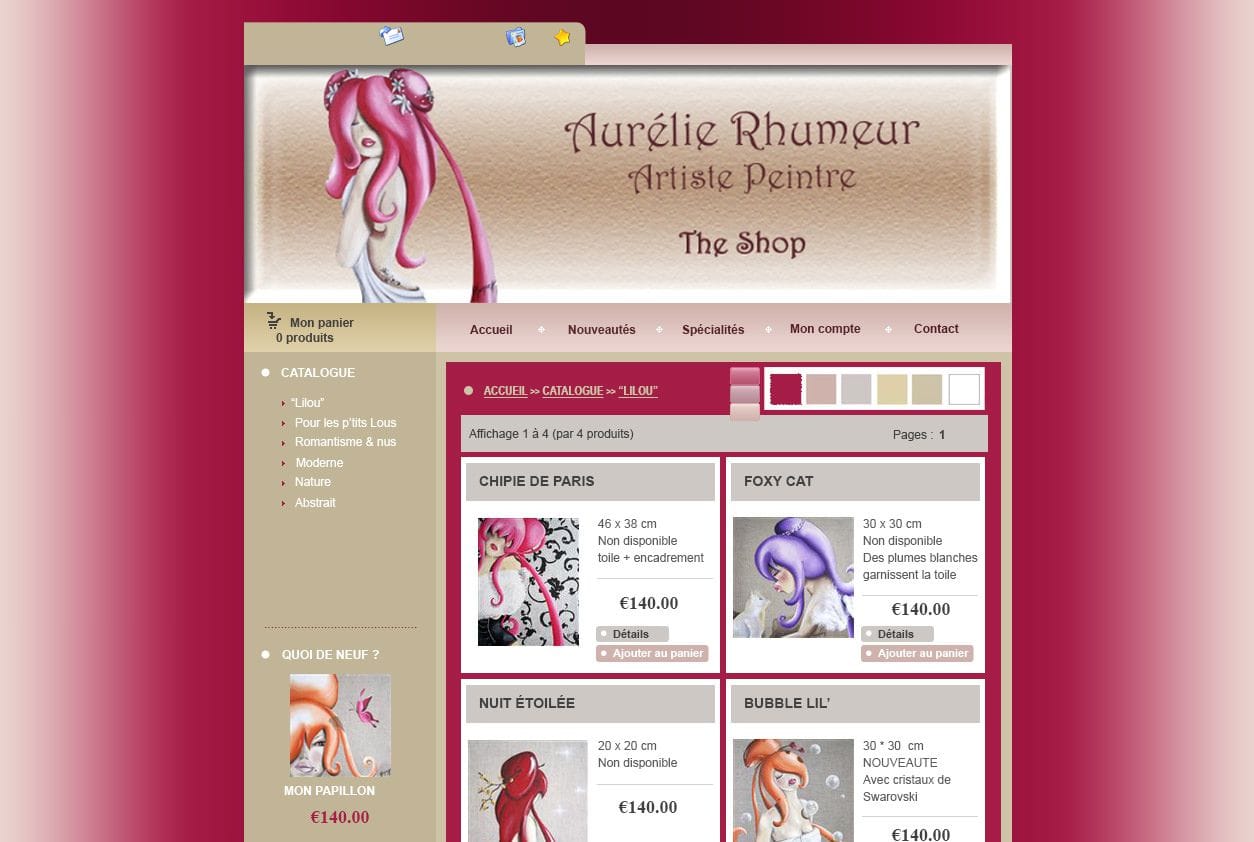 Aurélie Rhumeur
Artiste Peintre
The Shop
Mon panier
0 produits
Accueil
Nouveautés
Spécialités
Mon compte
Contact
CATALOGUE
“Lilou”
Pour les p'tits Lous
Romantisme & nus
Moderne
Nature
Abstrait
QUOI DE NEUF ?
MON PAPILLON
€140.00
ACCUEIL >> CATALOGUE >> “LILOU”
Affichage 1 à 4 (par 4 produits)
Pages : 1
CHIPIE DE PARIS
46 x 38 cm
Non disponible
toile + encadrement
€140.00
Détails
Ajouter au panier
FOXY CAT
30 x 30 cm
Non disponible
Des plumes blanches
garnissent la toile
€140.00
Détails
Ajouter au panier
NUIT ÉTOILÉE
20 x 20 cm
Non disponible
€140.00
BUBBLE LIL’
30 * 30 cm
NOUVEAUTE
Avec cristaux de
Swarovski
€140.00